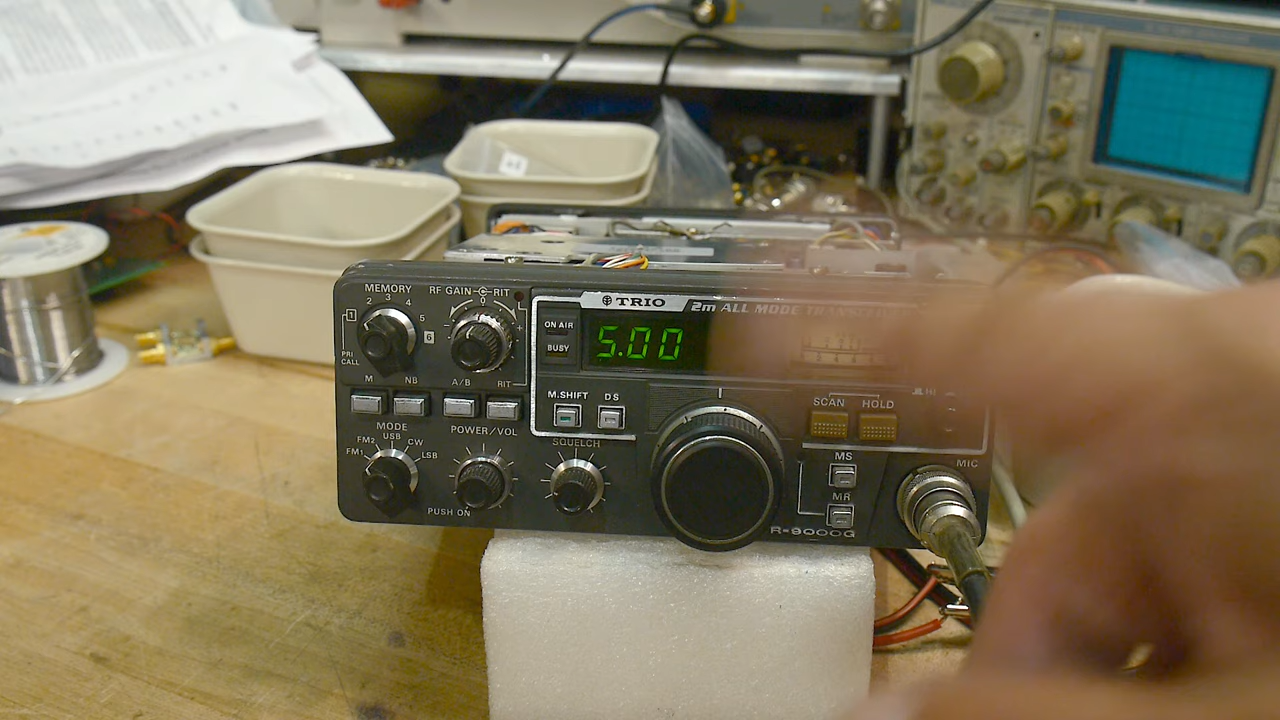 MEMORY
RF GAIN RIT
TRIO
2m ALL MODE
1 2 3 4 5 6
0
+
PRI
CALL
ON AIR
BUSY
5.00
M NB A/B RIT
M.SHIFT DS
SCAN HOLD
MODE
FM1 FM2 USB CW LSB
POWER/VOL
SQUELCH
MS
MIC
MR
PUSH ON
R-9000G